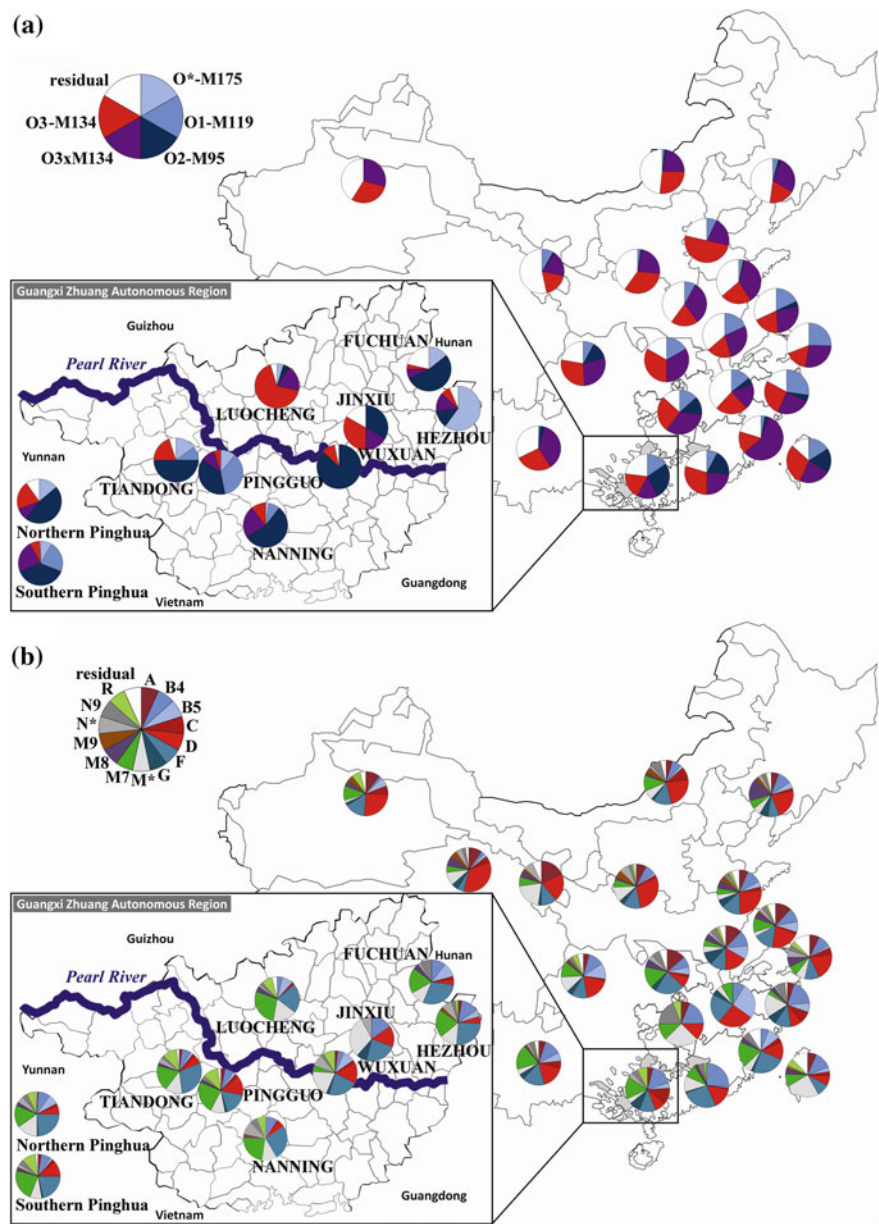 (a)
residual
O*-M175
O3-M134
O1-M119
O3xM134
O2-M95
Guangxi Zhuang Autonomous Region
Guizhou
FUCHUAN
Hunan
Pearl River
LUOCHENG
JINXIU
HEZHOU
WUXUAN
Yunnan
TIANDONG
PINGGUO
Northern Pinghua
NANNING
Southern Pinghua
Guangdong
Vietnam
(b)
residual
R
A
B4
N9
B5
N*
C
M9
D
M8
F
M7
M*
G
Guangxi Zhuang Autonomous Region
Guizhou
FUCHUAN
Hunan
Pearl River
LUOCHENG
JINXIU
HEZHOU
WUXUAN
Yunnan
TIANDONG
PINGGUO
Northern Pinghua
NANNING
Southern Pinghua
Guangdong
Vietnam